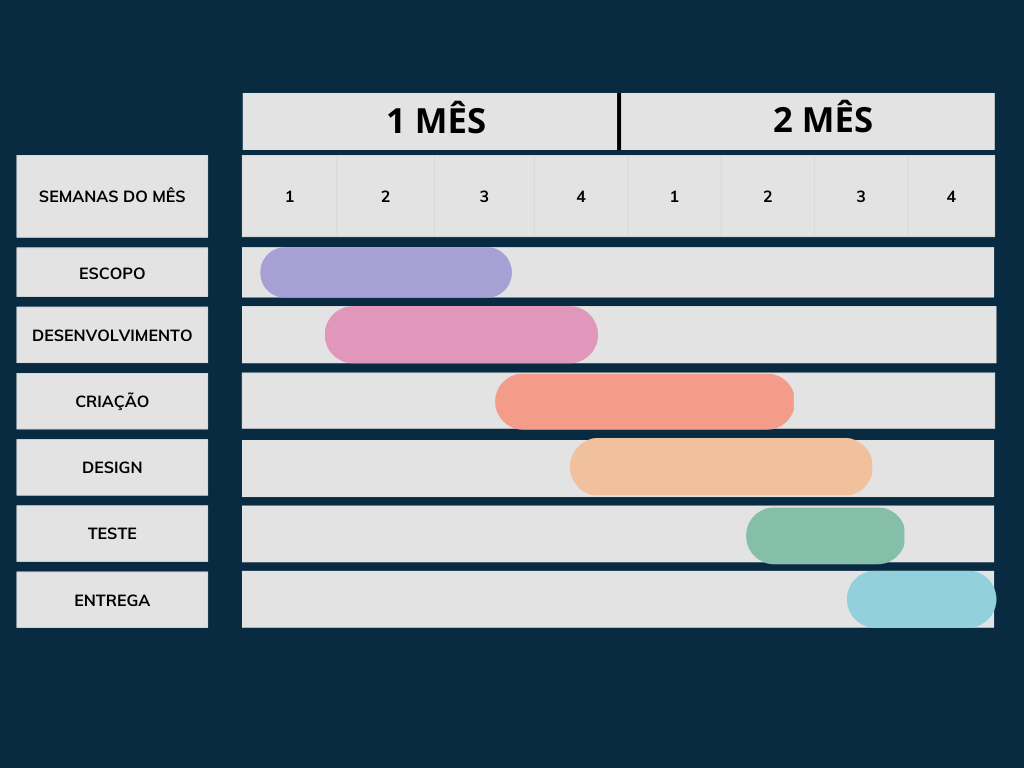 1 MÊS 2 MÊS
SEMANAS DO MÊS 1 2 3 4 1 2 3 4
ESCOPO
DESENVOLVIMENTO
CRIAÇÃO
DESIGN
TESTE
ENTREGA